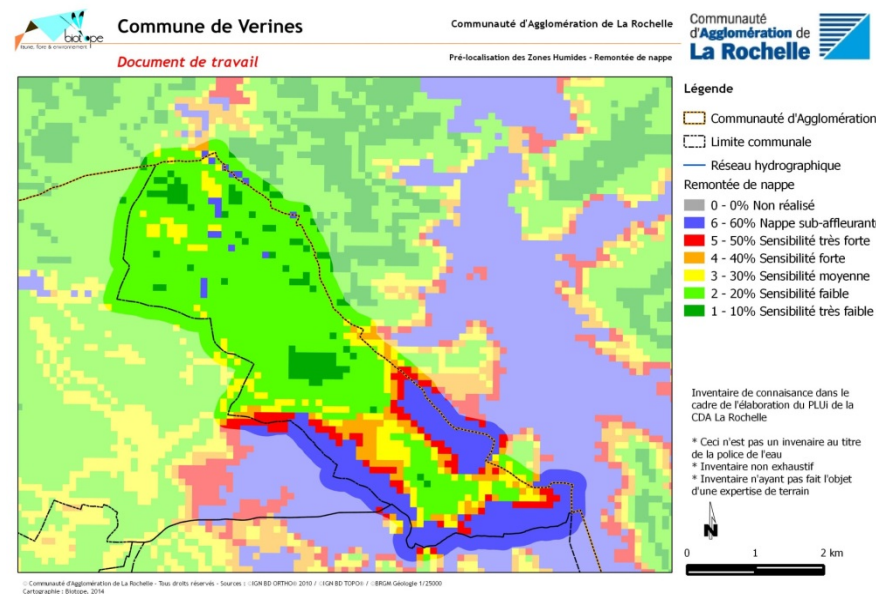 biotope
faune, flore & environnement
Commune de Verines
Document de travail
Communauté d'Agglomération de La Rochelle
Pré-localisation des Zones Humides - Remontée de nappe
Communauté
d'Agglomération de
La Rochelle
Légende
Communauté d'Agglomération
Limite communale
Réseau hydrographique
Remontée de nappe
0 - 0% Non réalisé
6 - 60% Nappe sub-affleurante
5 - 50% Sensibilité très forte
4 - 40% Sensibilité forte
3 - 30% Sensibilité moyenne
2 - 20% Sensibilité faible
1 - 10% Sensibilité très faible
Inventaire de connaisance dans le
cadre de l'élaboration du PLUi de la
CDA La Rochelle
* Ceci n'est pas un invenaire au titre
de la police de l'eau
* Inventaire non exhaustif
* Inventaire n'ayant pas fait l'objet
d'une expertise de terrain
N
0 1 2 km
© Communauté d'Agglomération de La Rochelle - Tous droits réservés - Sources : ©IGN BD ORTHO® 2010 / ©IGN BD TOPO® / ©BRGM Géologie 1/25000
Cartographie : Biotope, 2014